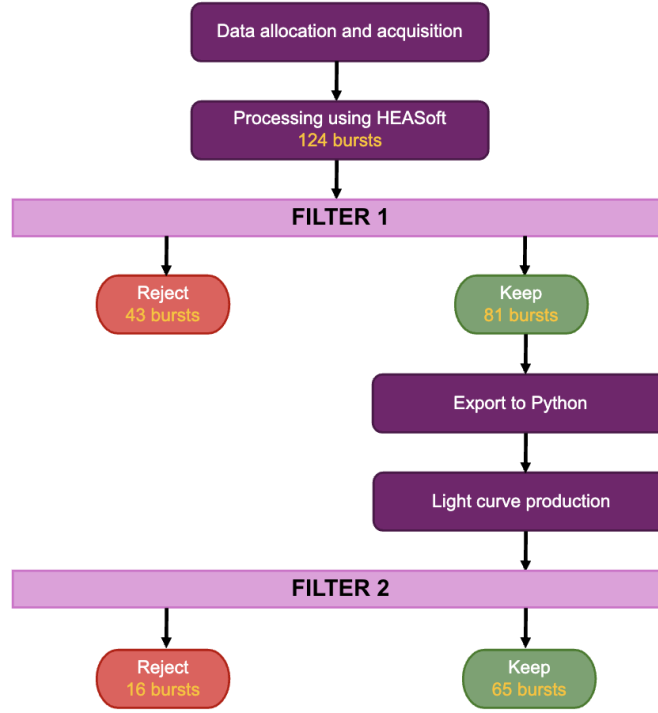 Data allocation and acquisition
Processing using HEASoft
124 bursts
FILTER 1
Reject
43 bursts
Keep
81 bursts
Export to Python
Light curve production
FILTER 2
Reject
16 bursts
Keep
65 bursts